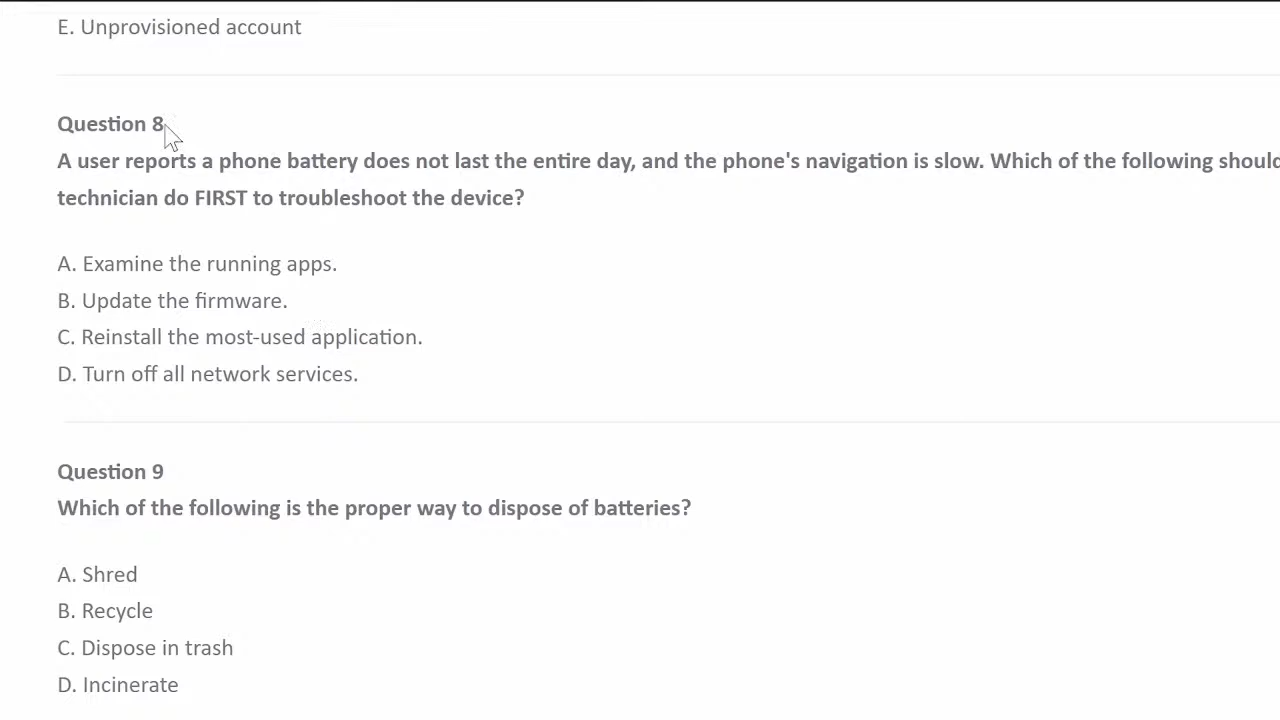 E. Unprovisioned account
Question 8
A user reports a phone battery does not last the entire day, and the phone's navigation is slow. Which of the following should
technician do FIRST to troubleshoot the device?
A. Examine the running apps.
B. Update the firmware.
C. Reinstall the most-used application.
D. Turn off all network services.
Question 9
Which of the following is the proper way to dispose of batteries?
A. Shred
B. Recycle
C. Dispose in trash
D. Incinerate